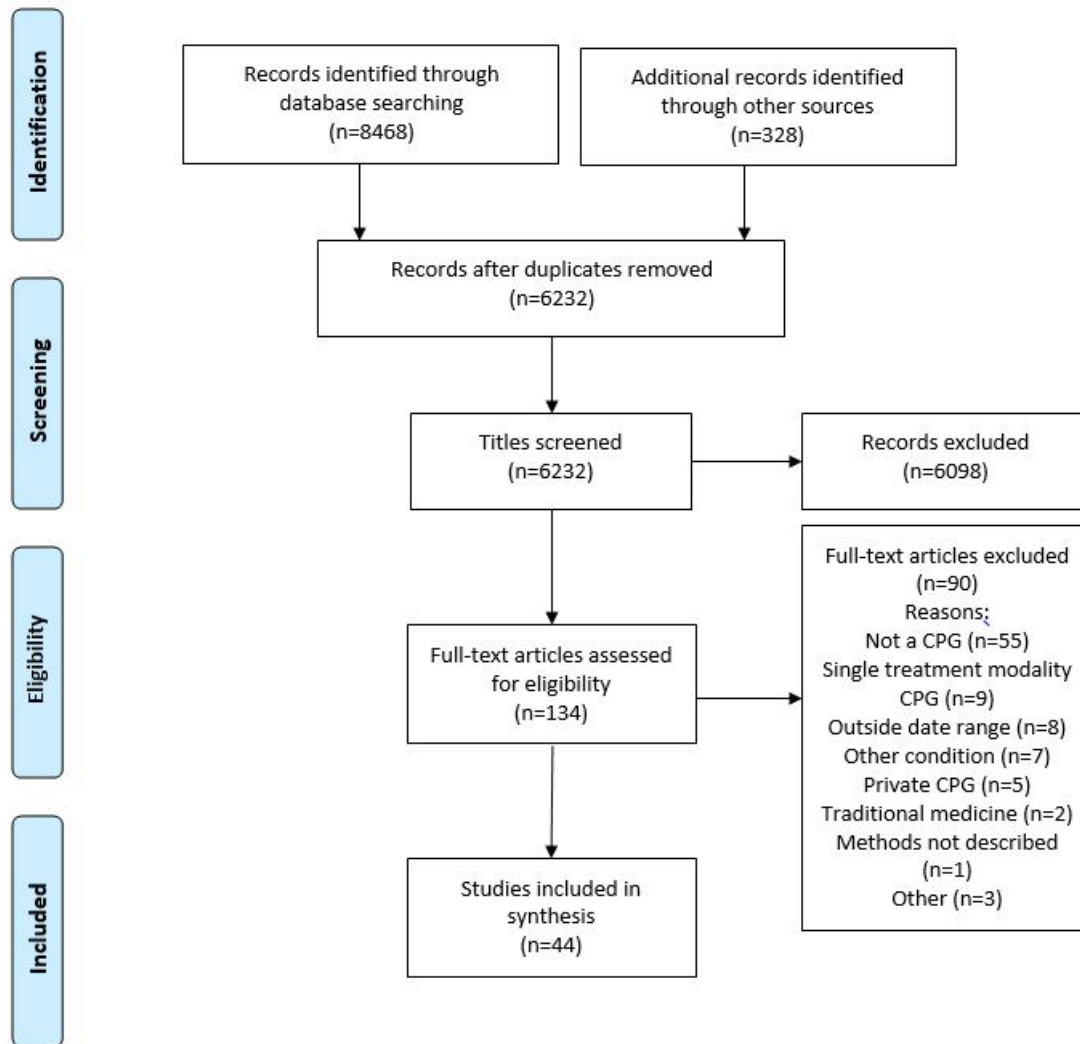 Identification
Records identified through
database searching
(n=8468)
Additional records identified
through other sources
(n=328)
Records after duplicates removed
(n=6232)
Screening
Titles screened
(n=6232)
Records excluded
(n=6098)
Eligibility
Full-text articles assessed
for eligibility
(n=134)
Full-text articles excluded
(n=90)
Reasons:
Not a CPG (n=55)
Single treatment modality
CPG (n=9)
Outside date range (n=8)
Other condition (n=7)
Private CPG (n=5)
Traditional medicine (n=2)
Methods not described
(n=1)
Other (n=3)
Included
Studies included in
synthesis
(n=44)